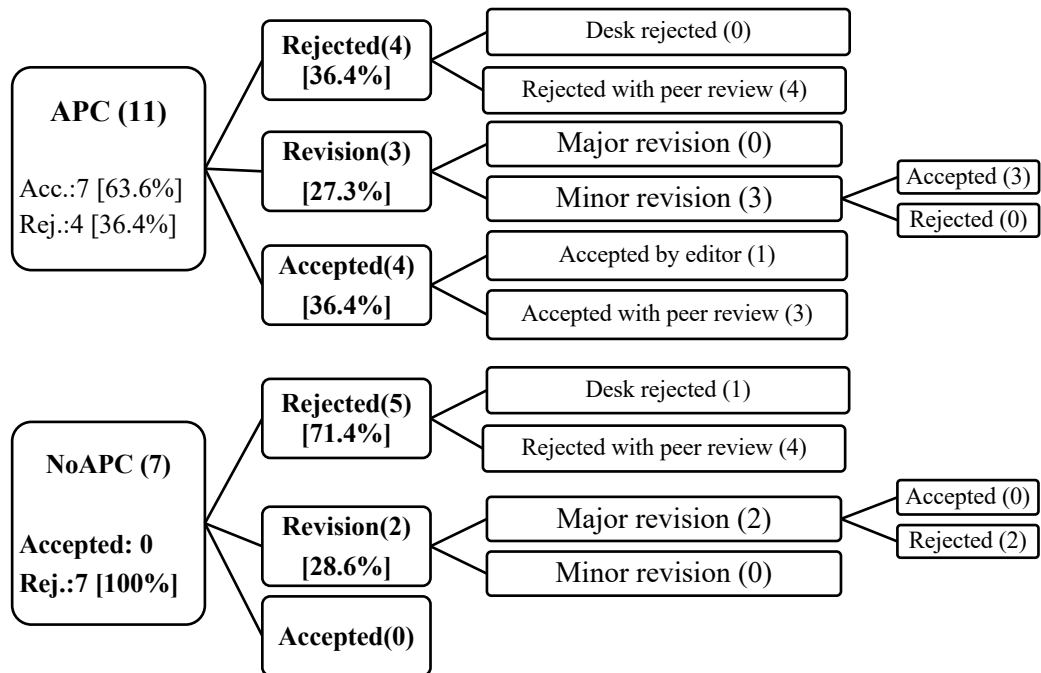 APC (11)
Acc.:7 [63.6%]
Rej.:4 [36.4%]
Rejected(4)
[36.4%]
Desk rejected (0)
Rejected with peer review (4)
Revision(3)
[27.3%]
Major revision (0)
Minor revision (3)
Accepted (3)
Rejected (0)
Accepted(4)
[36.4%]
Accepted by editor (1)
Accepted with peer review (3)
NoAPC (7)
Accepted: 0
Rej.:7 [100%]
Rejected(5)
[71.4%]
Desk rejected (1)
Rejected with peer review (4)
Revision(2)
[28.6%]
Major revision (2)
Minor revision (0)
Accepted (0)
Rejected (2)
Accepted(0)